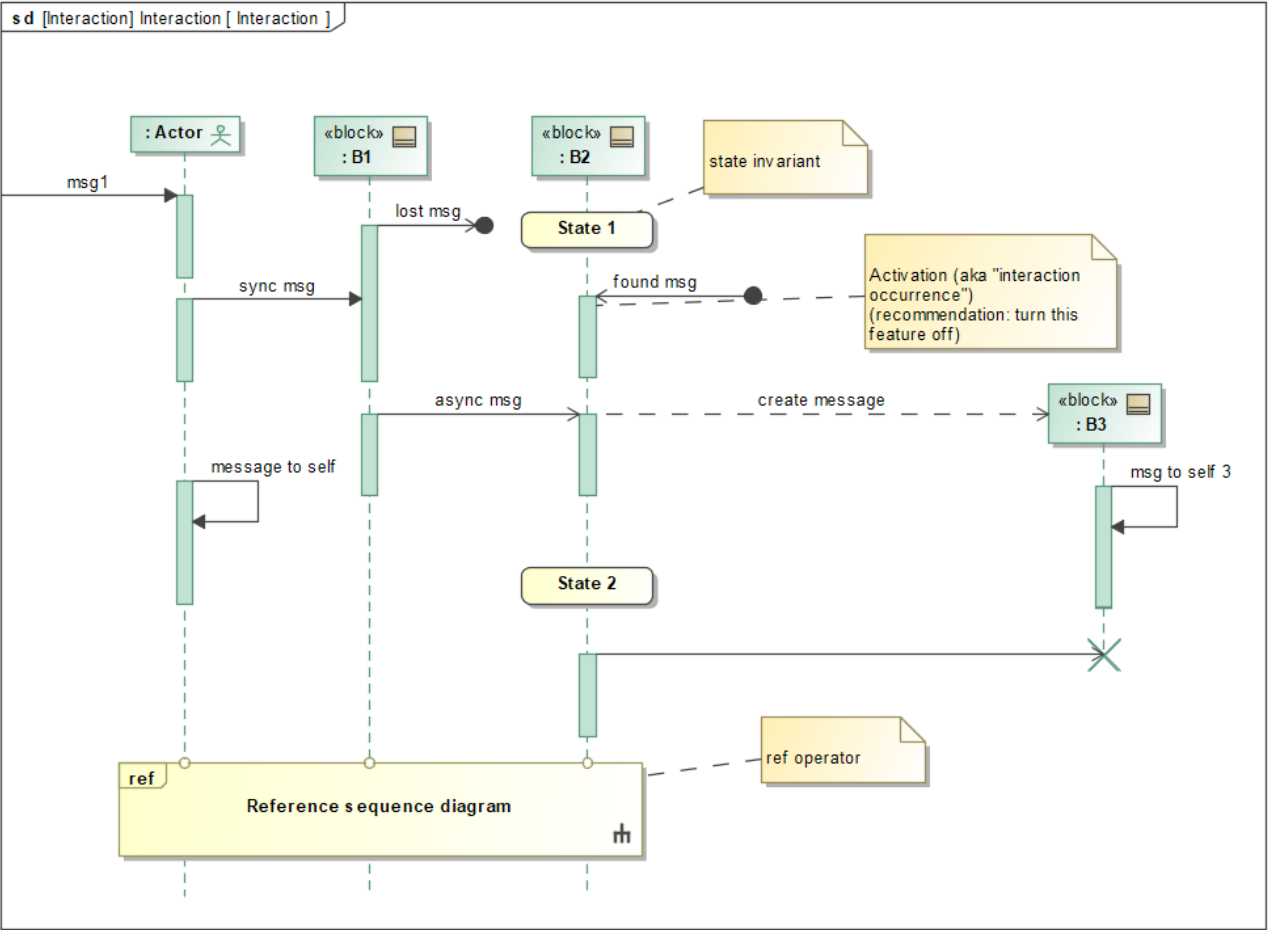 sd [Interaction] Interaction [ Interaction ]
: Actor
«block»
: B1
«block»
: B2
state invariant
msg1
lost msg
State 1
Activation (aka "interaction
occurrence")
(recommendation: turn this
feature off)
found msg
sync msg
async msg
create message
«block»
: B3
message to self
msg to self 3
State 2
ref operator
ref
Reference sequence diagram